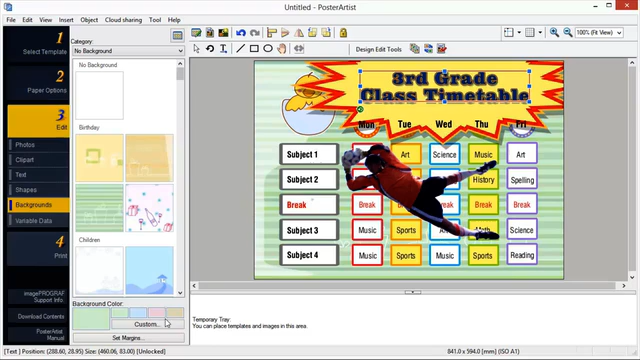 Untitled - PosterArtist
File Edit View Insert Object Cloud sharing Tool Help
1
Select Template
2
Paper Options
3
Edit
Photos
Clipart
Text
Shapes
Backgrounds
Variable Data
4
Print
imagePROGRAF
Support Info
Download Contents
PosterArtist
Manual
Category:
No Background
No Background
Birthday
Children
Background Color:
Custom...
Set Margins...
Design Edit Tools
100% (Fit View)
3rd Grade
Class Timetable
Mon Tue Wed Thu Fri
Subject 1 Art Science Music Art
Subject 2 History Spelling
Break Break Break Break Break Break
Subject 3 Music Sports Math Science
Subject 4 Music Sports Music Sports Reading
Temporary Tray:
You can place templates and images in this area.
[Text ] Position: (288.60, 28.95) Size: (460.06, 83.00) [Unlocked]
841.0 x 594.0 [mm] (ISO A1)